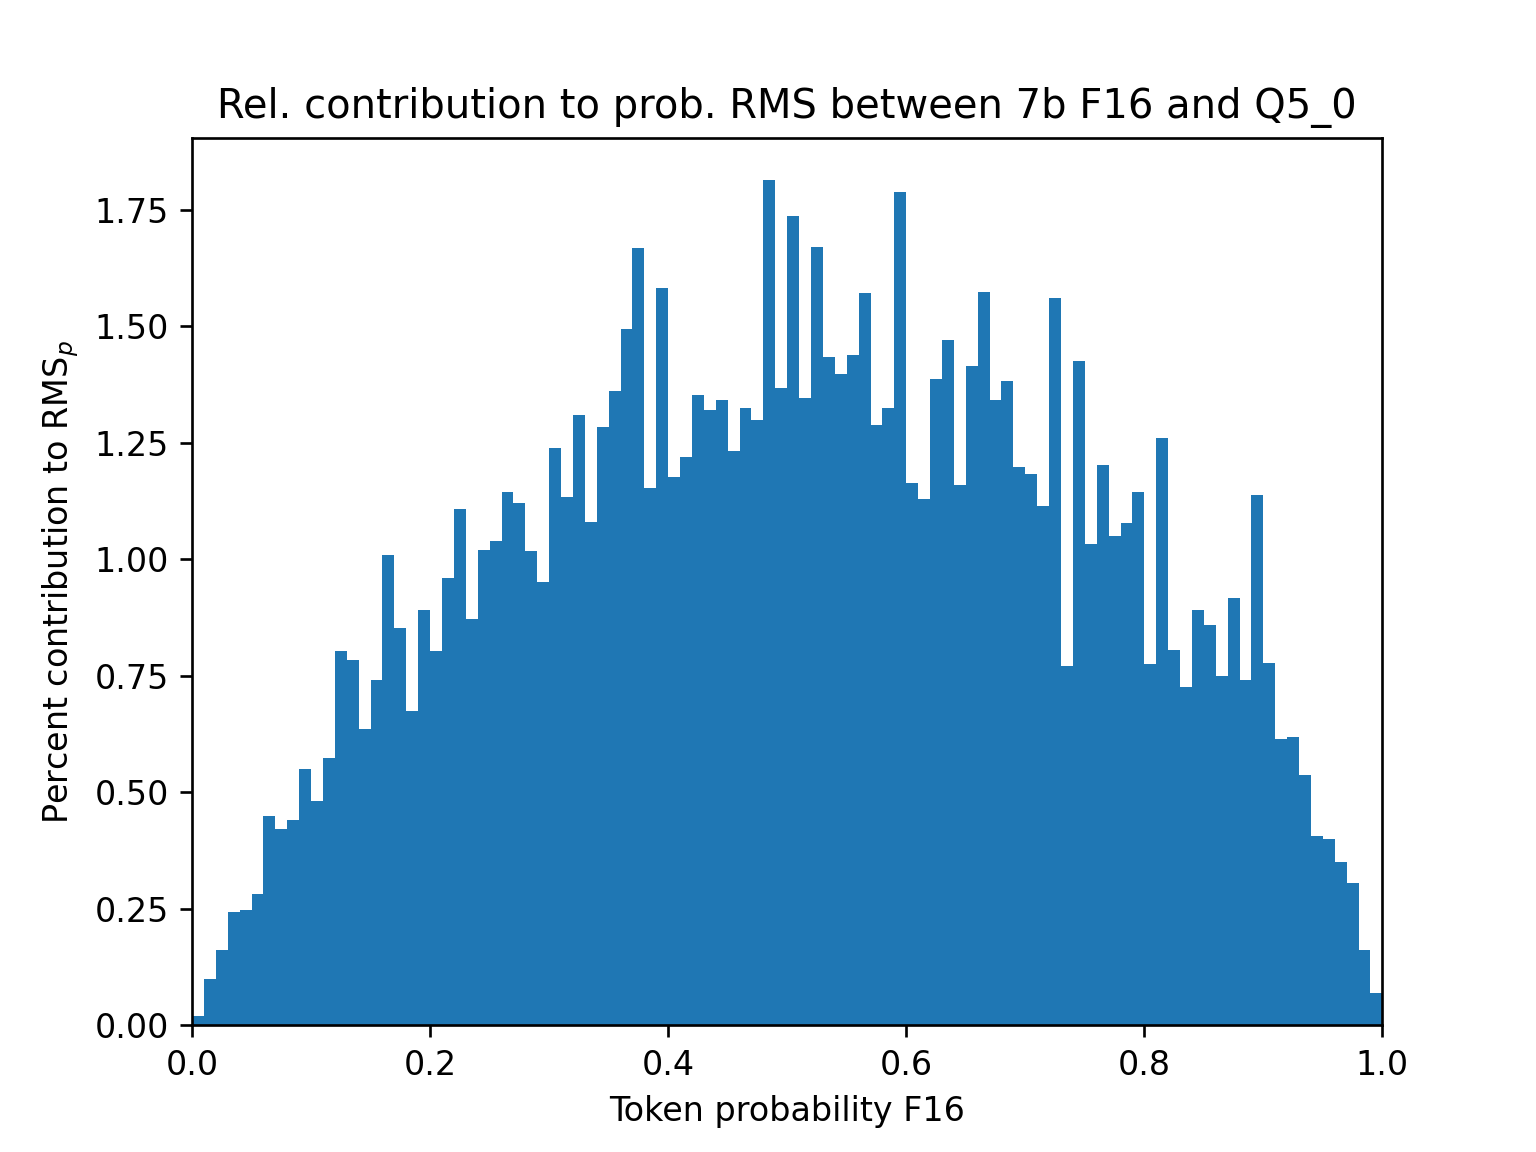 Rel. contribution to prob. RMS between 7b F16 and Q5_0
Percent contribution to RMSₚ
1.75
1.50
1.25
1.00
0.75
0.50
0.25
0.00
0.0 0.2 0.4 0.6 0.8 1.0
Token probability F16